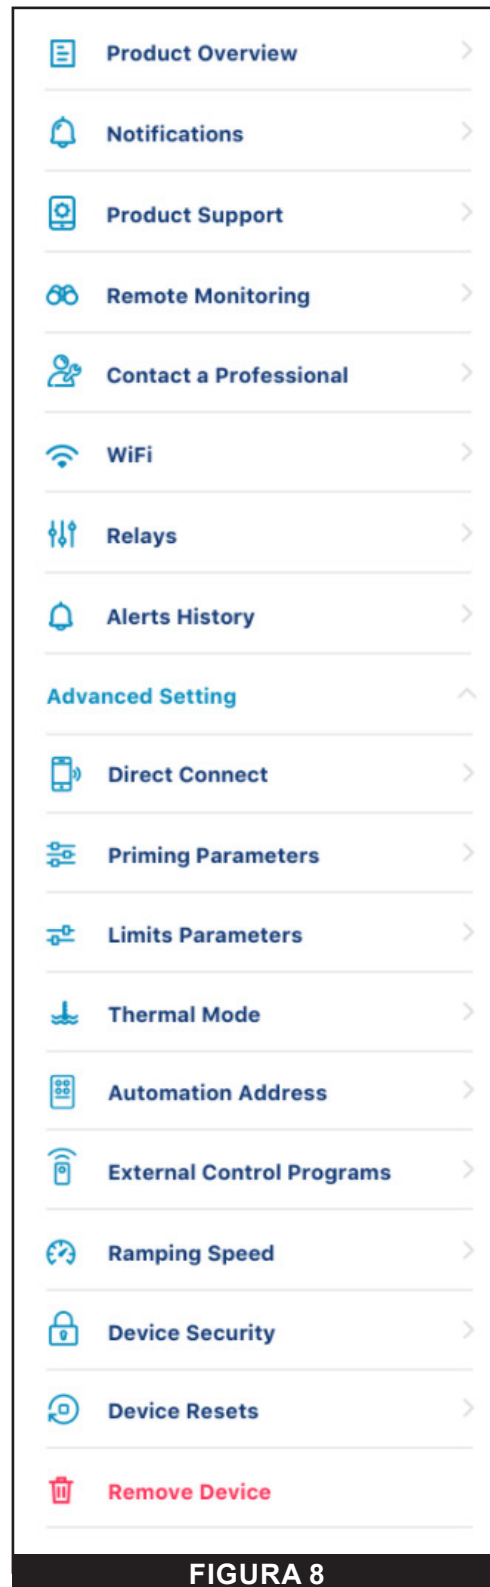 Product Overview
Notifications
Product Support
Remote Monitoring
Contact a Professional
WiFi
Relays
Alerts History
Advanced Setting
Direct Connect
Priming Parameters
Limits Parameters
Thermal Mode
Automation Address
External Control Programs
Ramping Speed
Device Security
Device Resets
Remove Device
FIGURA 8